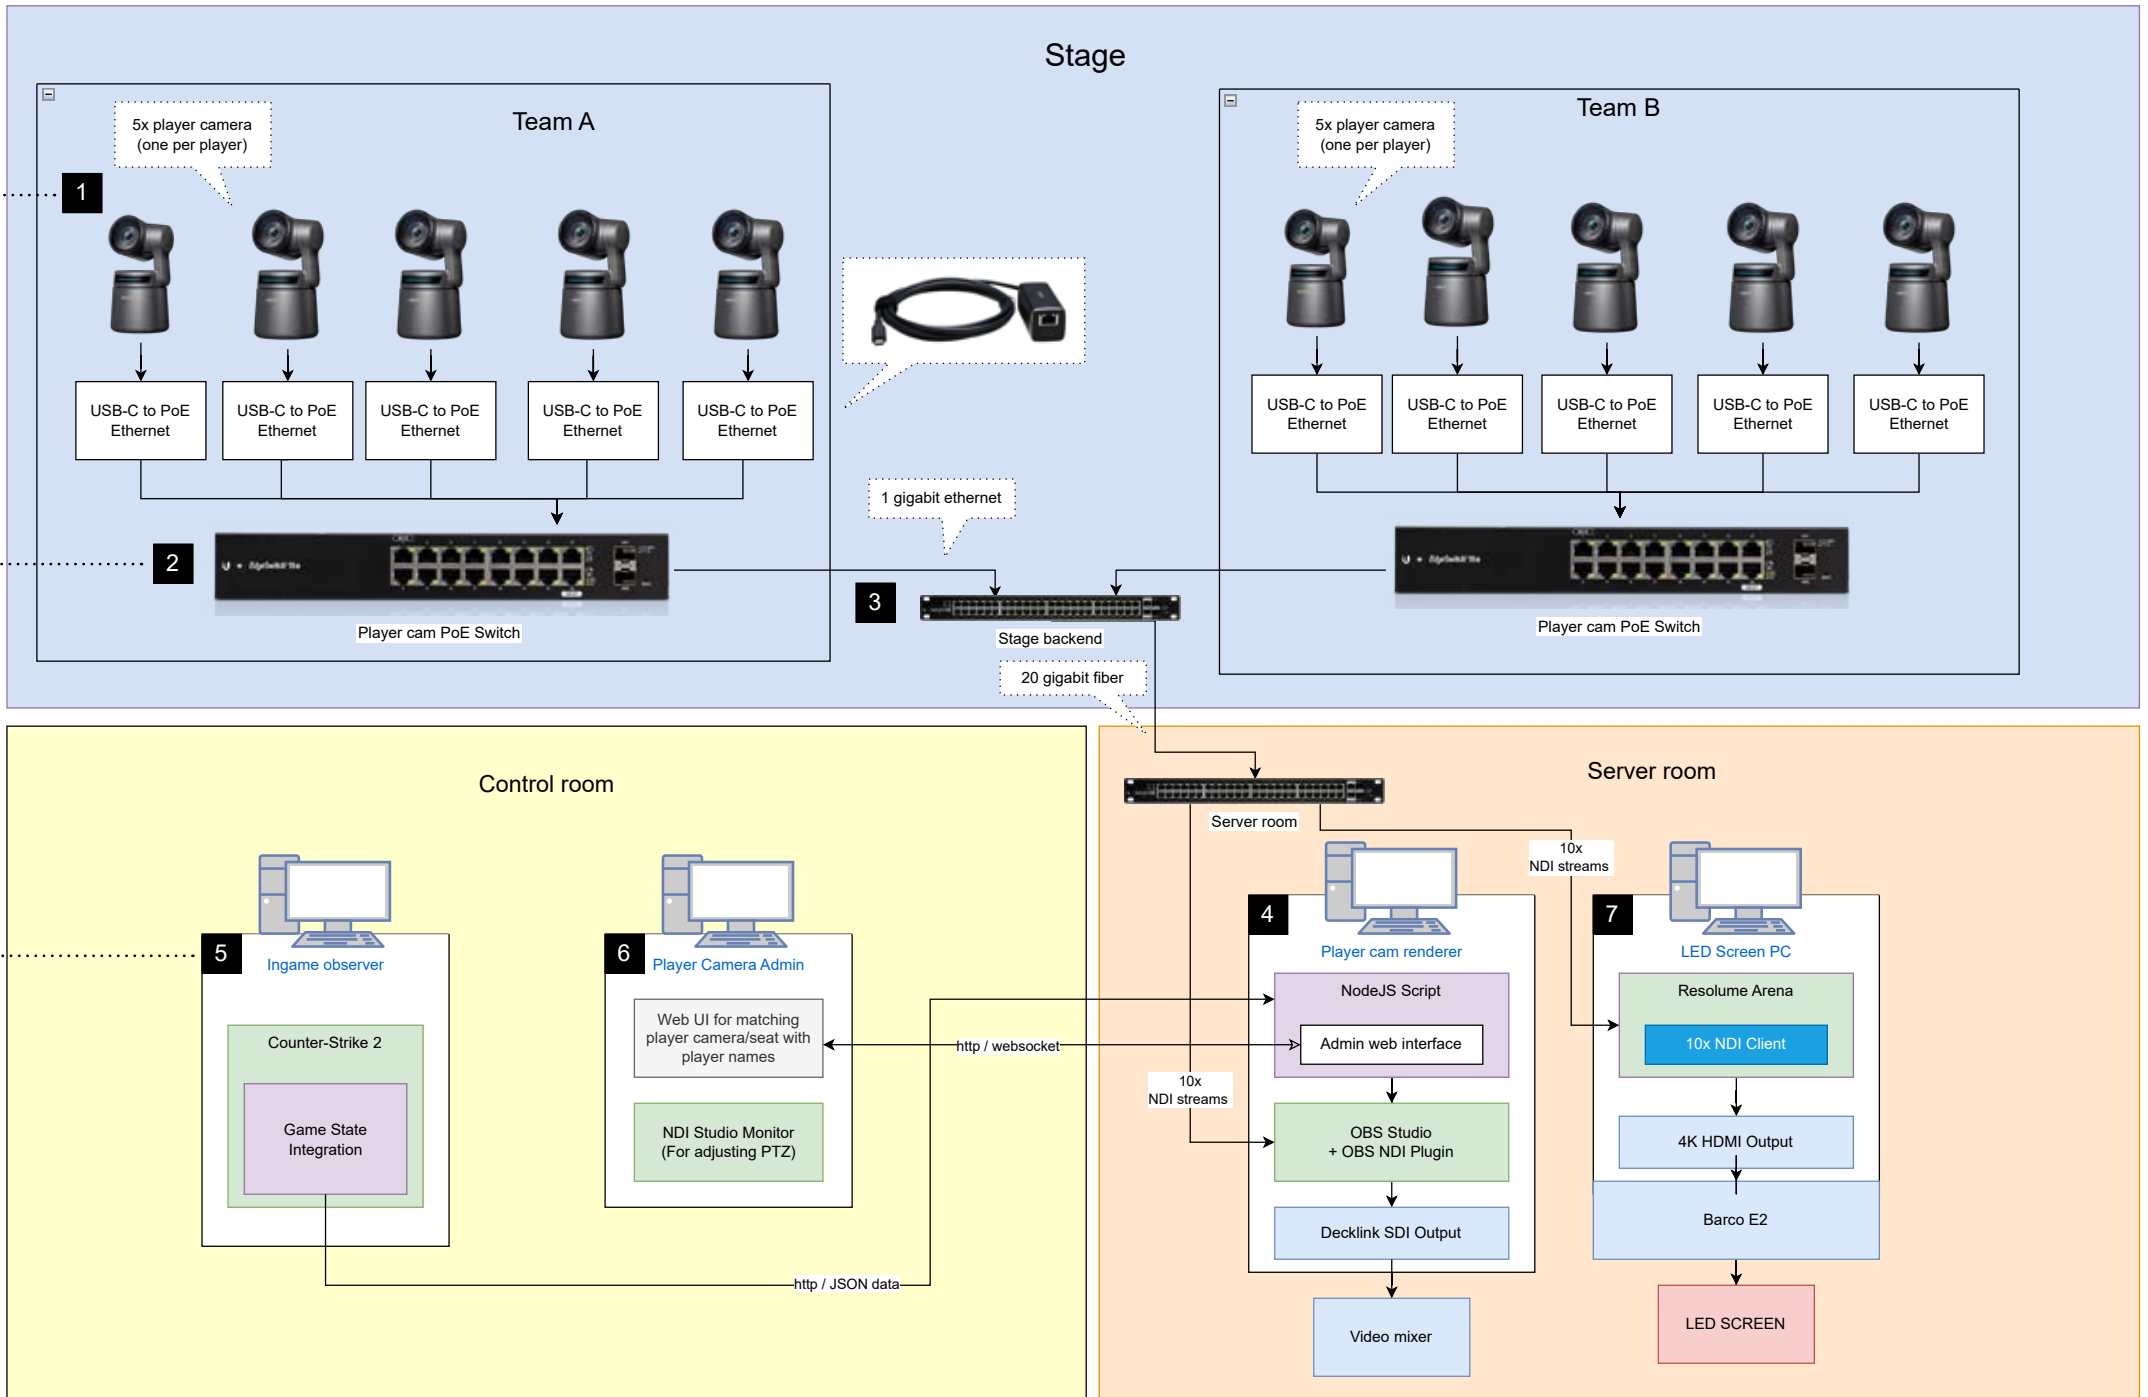 Stage
Team A
5x player camera
(one per player)
1
USB-C to PoE
Ethernet
USB-C to PoE
Ethernet
USB-C to PoE
Ethernet
USB-C to PoE
Ethernet
USB-C to PoE
Ethernet
2
EdgeSwitch 16
Player cam PoE Switch
1 gigabit ethernet
3
Stage backend
20 gigabit fiber
Team B
5x player camera
(one per player)
USB-C to PoE
Ethernet
USB-C to PoE
Ethernet
USB-C to PoE
Ethernet
USB-C to PoE
Ethernet
USB-C to PoE
Ethernet
EdgeSwitch 16
Player cam PoE Switch
Control room
5
Ingame observer
Counter-Strike 2
Game State
Integration
6
Player Camera Admin
Web UI for matching
player camera/seat with
player names
NDI Studio Monitor
(For adjusting PTZ)
http / websocket
http / JSON data
Server room
Server room
10x
NDI streams
10x
NDI streams
4
Player cam renderer
NodeJS Script
Admin web interface
OBS Studio
+ OBS NDI Plugin
Decklink SDI Output
Video mixer
7
LED Screen PC
Resolume Arena
10x NDI Client
4K HDMI Output
Barco E2
LED SCREEN